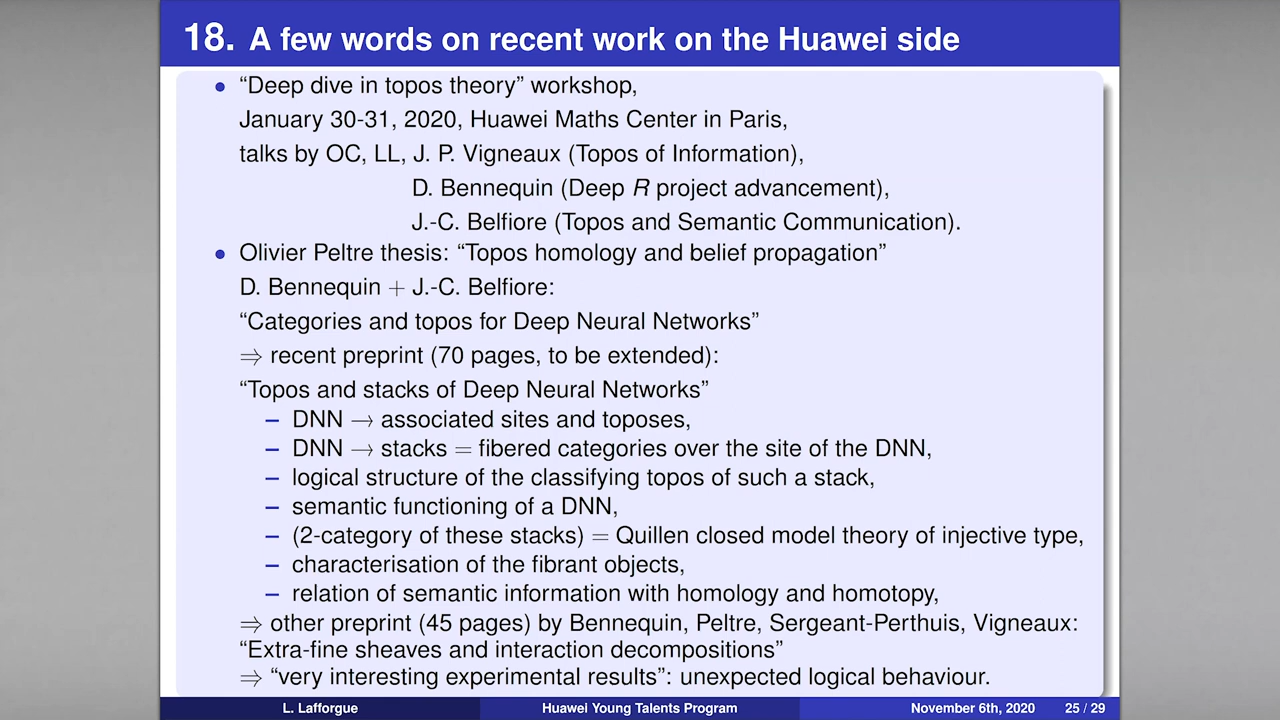 18. A few words on recent work on the Huawei side
• “Deep dive in topos theory” workshop,
January 30-31, 2020, Huawei Maths Center in Paris,
talks by OC, LL, J. P. Vigneaux (Topos of Information),
D. Bennequin (Deep R project advancement),
J.-C. Belfiore (Topos and Semantic Communication).
• Olivier Peltre thesis: “Topos homology and belief propagation”
D. Bennequin + J.-C. Belfiore:
“Categories and topos for Deep Neural Networks”
⇒ recent preprint (70 pages, to be extended):
“Topos and stacks of Deep Neural Networks”
– DNN → associated sites and toposes,
– DNN → stacks = fibered categories over the site of the DNN,
– logical structure of the classifying topos of such a stack,
– semantic functioning of a DNN,
– (2-category of these stacks) = Quillen closed model theory of injective type,
– characterisation of the fibrant objects,
– relation of semantic information with homology and homotopy,
⇒ other preprint (45 pages) by Bennequin, Peltre, Sergeant-Perthuis, Vigneaux:
“Extra-fine sheaves and interaction decompositions”
⇒ “very interesting experimental results”: unexpected logical behaviour.
L. Lafforgue Huawei Young Talents Program November 6th, 2020 25 / 29